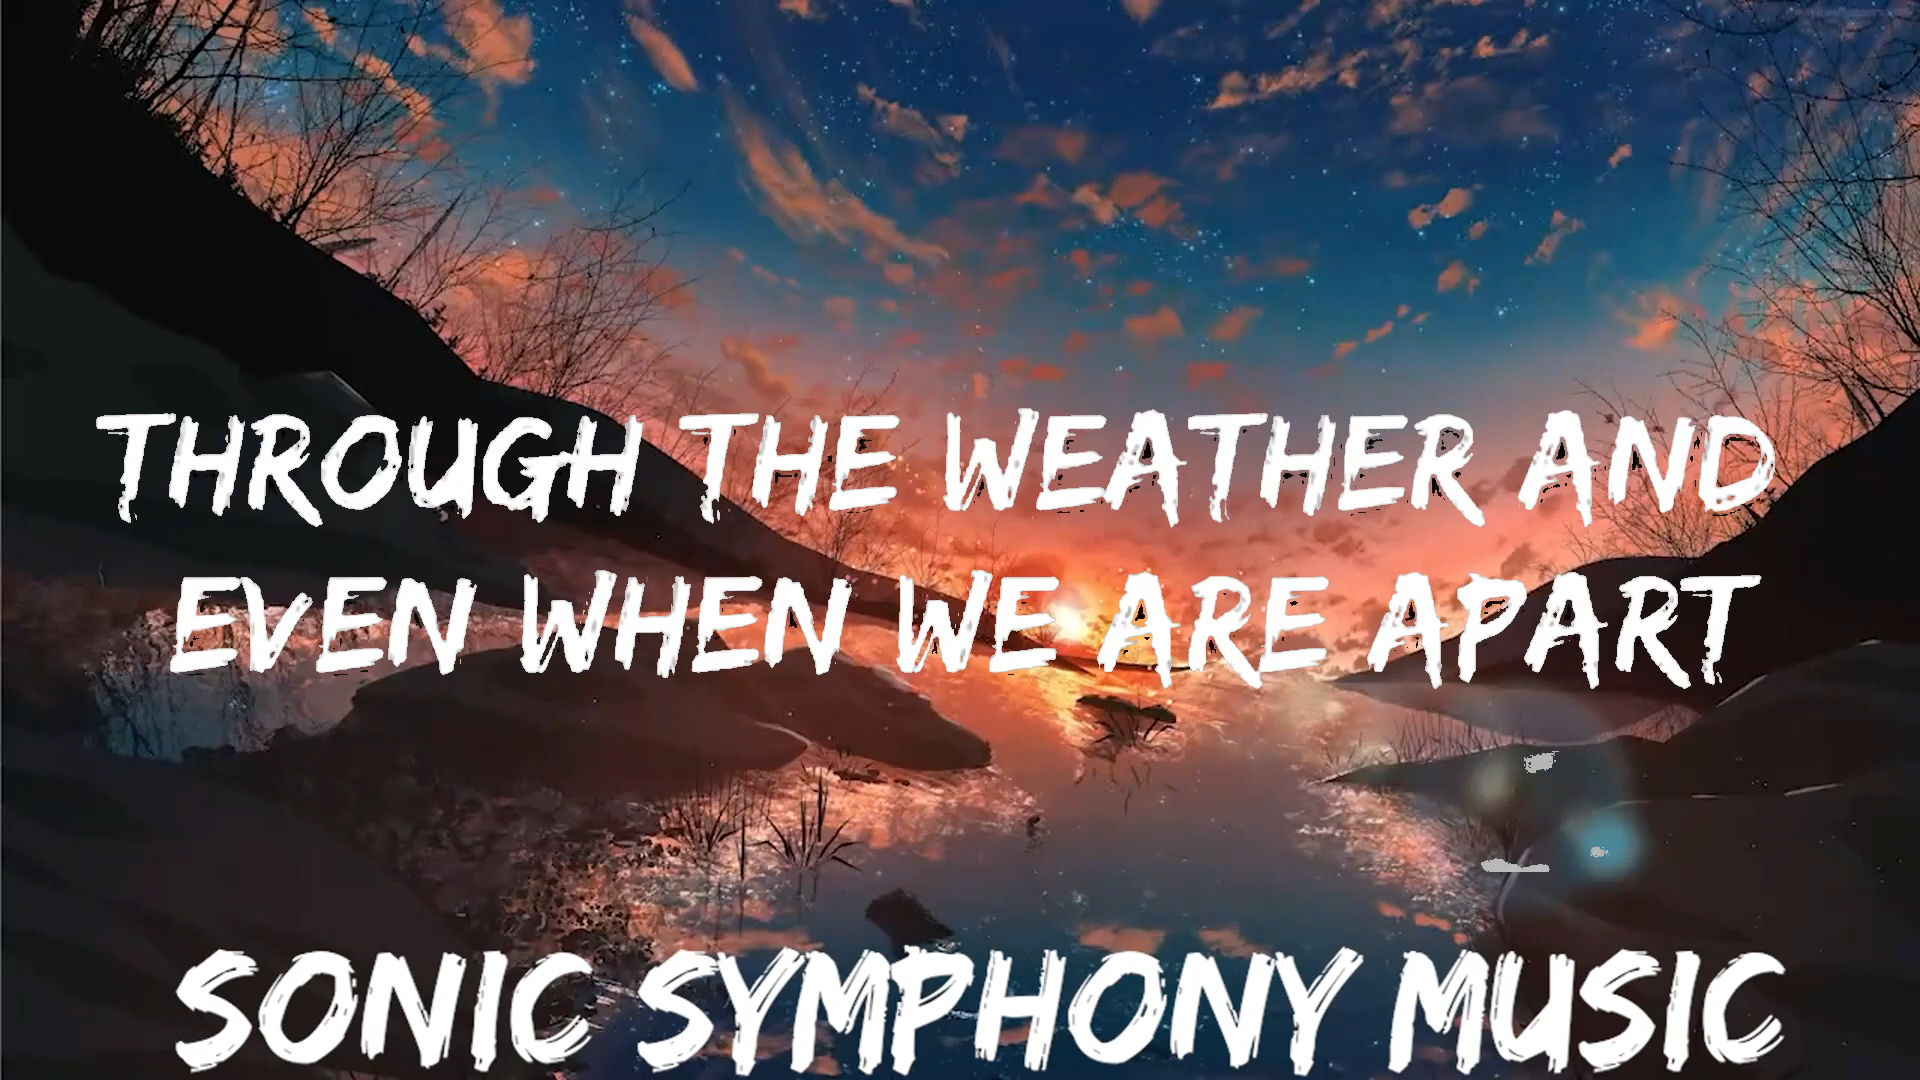 THROUGH THE WEATHER AND
EVEN WHEN WE ARE APART
SONIC SYMPHONY MUSIC